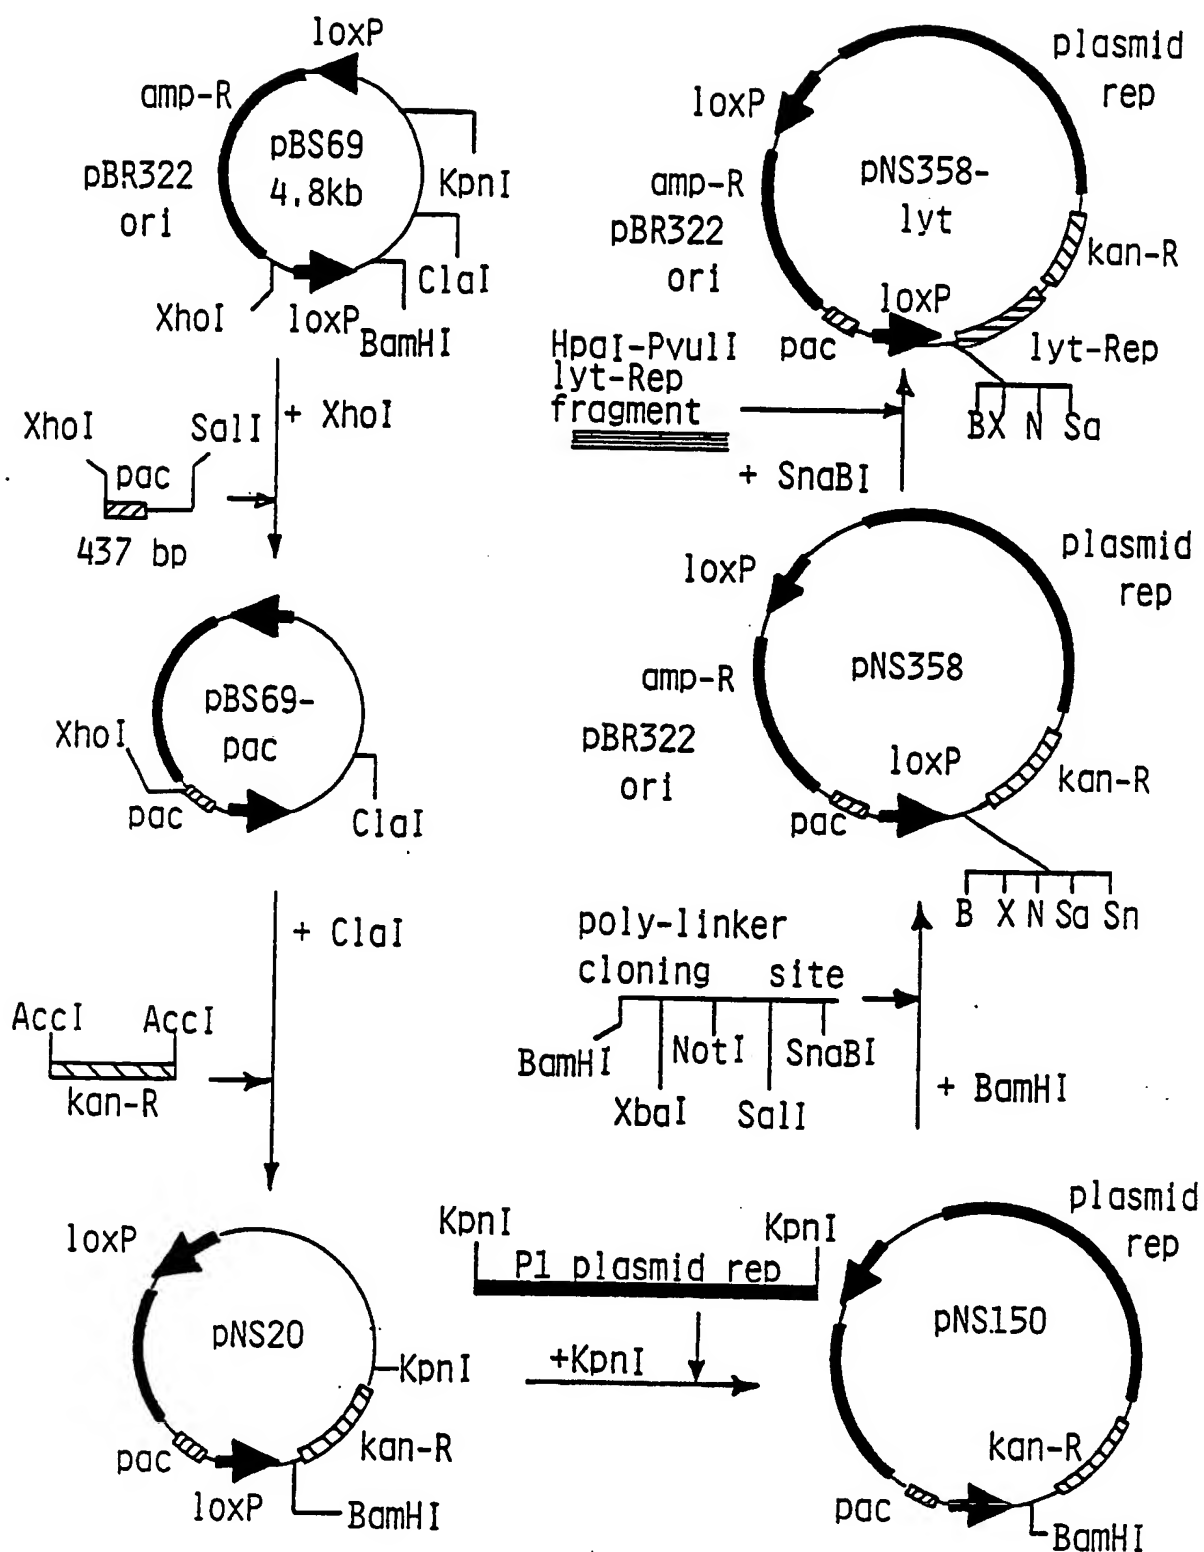 loxP
amp-R
pBS69
4.8kb
pBR322
ori
KpnI
ClaI
XhoI
loxP
BamHI
+ XhoI
XhoI
SalI
pac
437 bp
pBS69-
pac
XhoI
pac
ClaI
+ ClaI
AccI
AccI
kan-R
loxP
pNS20
KpnI
kan-R
pac
loxP
BamHI
KpnI
KpnI
P1 plasmid rep
+KpnI
plasmid
rep
pNS150
kan-R
pac
BamHI
poly-linker
cloning site
BamHI
XbaI
NotI
SalI
SnaBI
+ BamHI
plasmid
rep
loxP
amp-R
pNS358
pBR322
ori
loxP
kan-R
pac
B X N Sa Sn
HpaI-PvuII
lyt-Rep
fragment
+ SnaBI
plasmid
rep
loxP
amp-R
pNS358-
lyt
pBR322
ori
kan-R
loxP
pac
lyt-Rep
BX N Sa